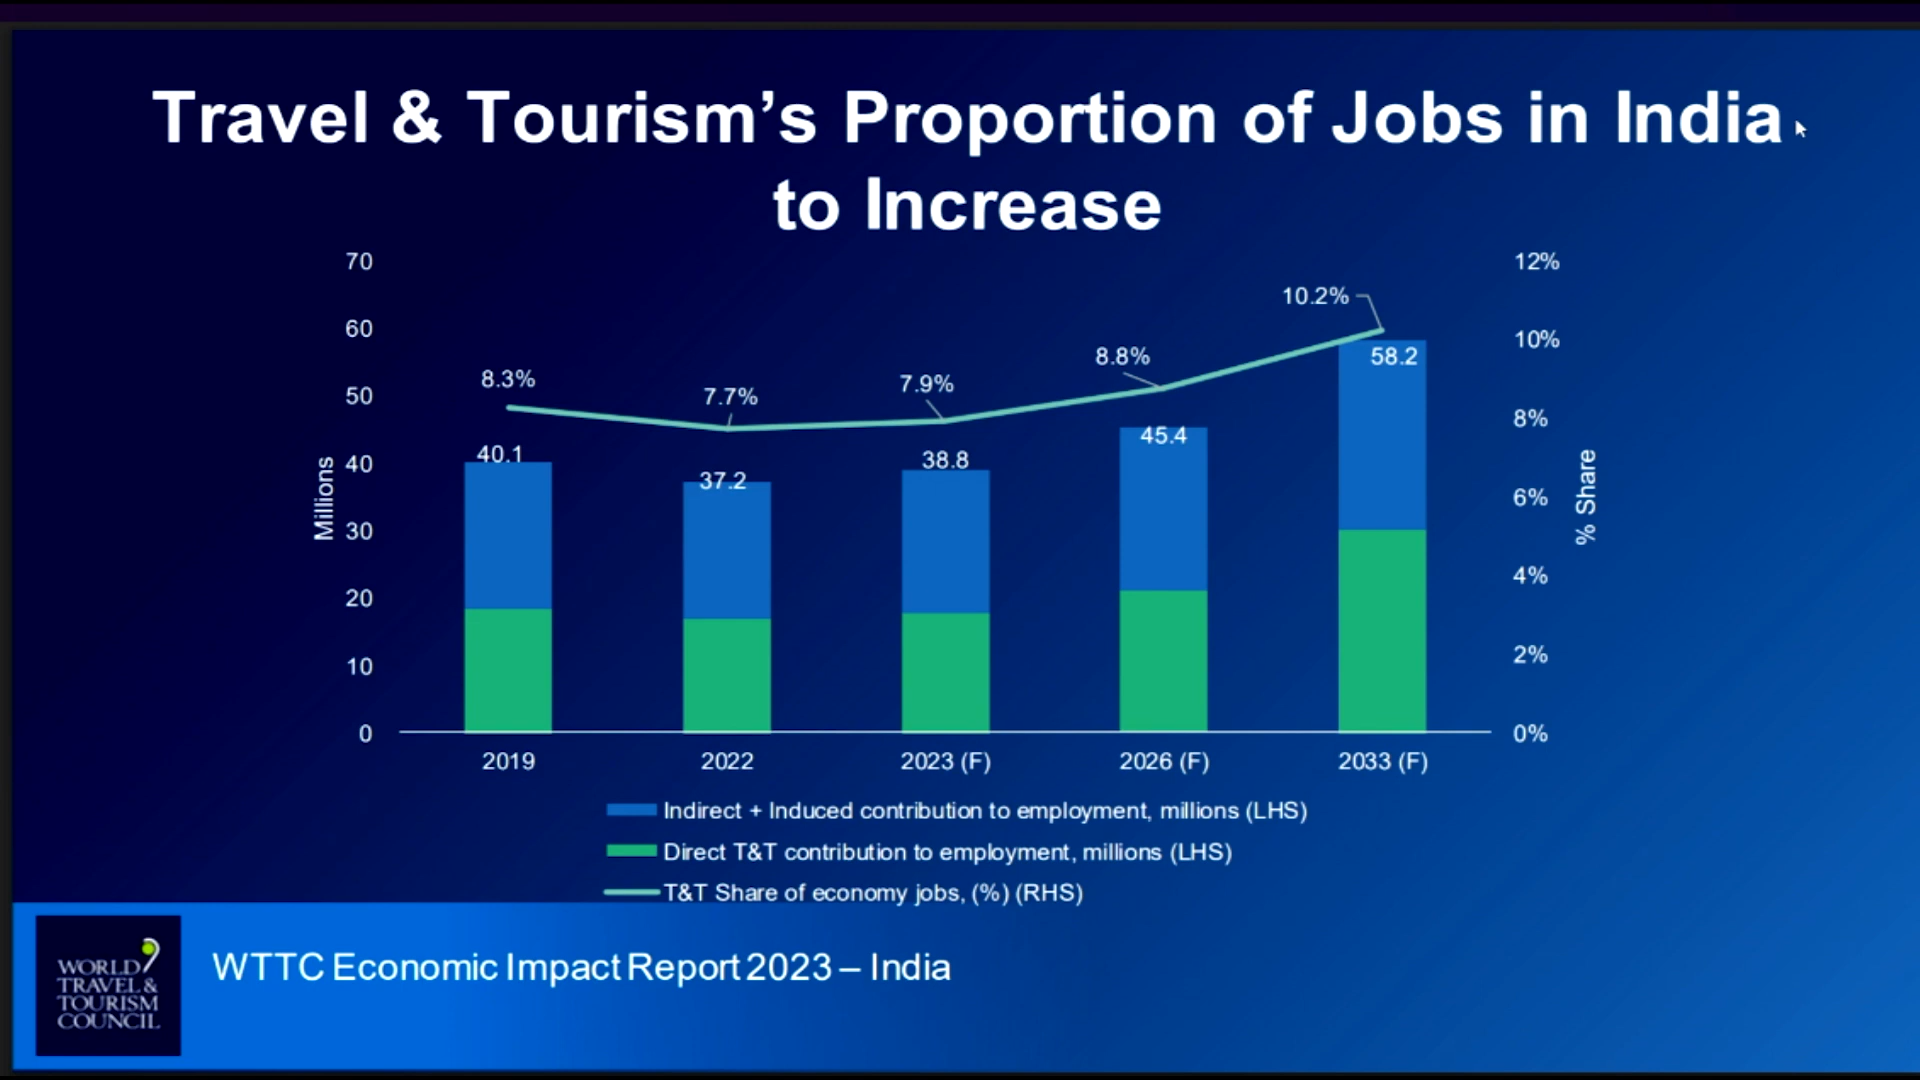 Travel & Tourism’s Proportion of Jobs in India
to Increase
70
60
50
40
30
20
10
0
Millions
12%
10%
8%
6%
4%
2%
0%
% Share
8.3%
7.7%
7.9%
8.8%
10.2%
40.1
37.2
38.8
45.4
58.2
2019
2022
2023 (F)
2026 (F)
2033 (F)
Indirect + Induced contribution to employment, millions (LHS)
Direct T&T contribution to employment, millions (LHS)
T&T Share of economy jobs, (%) (RHS)
WORLD
TRAVEL &
TOURISM
COUNCIL
WTTC Economic Impact Report 2023 – India